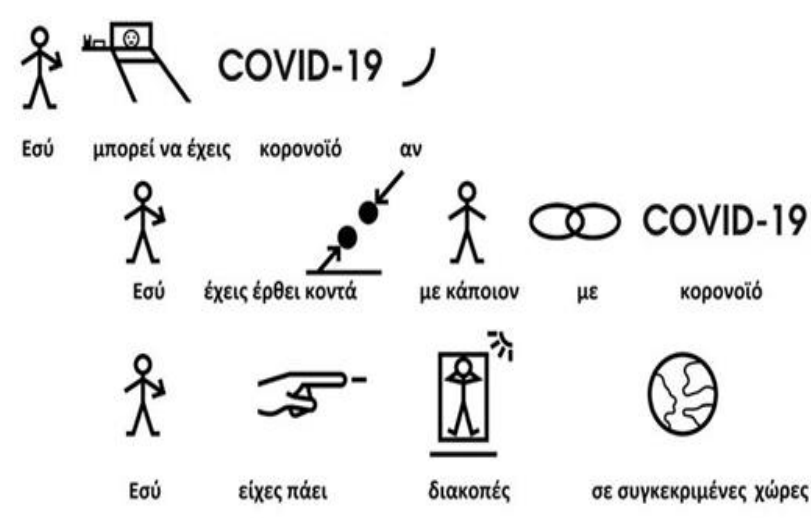 COVID-19
Εσύ μπορεί να έχεις κορονοϊό αν
COVID-19
Εσύ έχεις έρθει κοντά με κάποιον με κορονοϊό
Εσύ είχες πάει διακοπές σε συγκεκριμένες χώρες